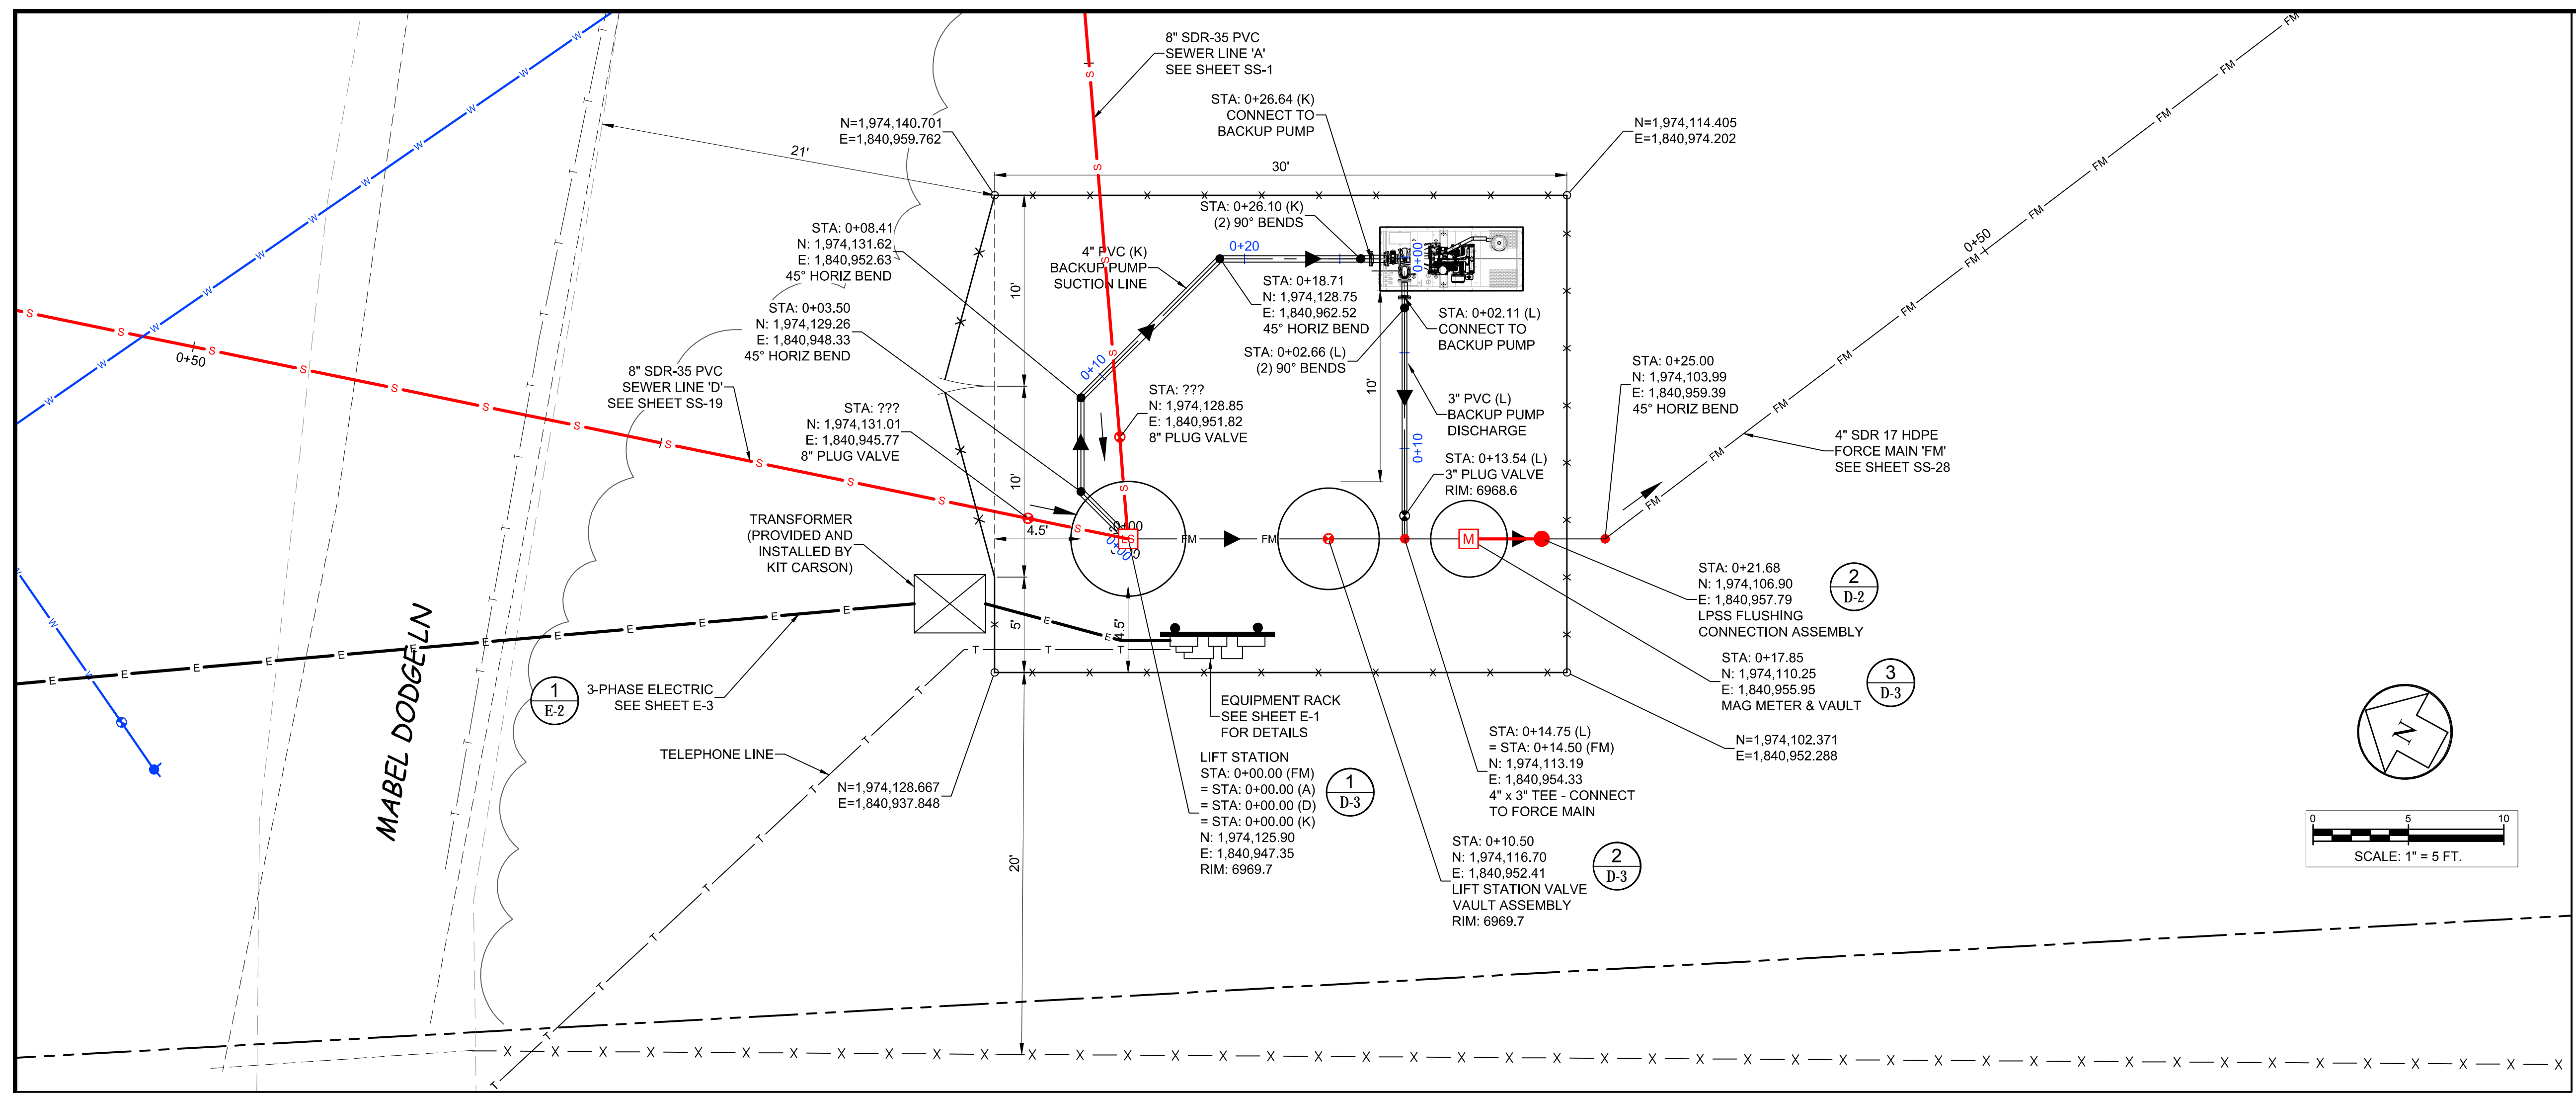 8" SDR-35 PVC
SEWER LINE 'A'
SEE SHEET SS-1
STA: 0+26.64 (K)
CONNECT TO
BACKUP PUMP
N=1,974,140.701
E=1,840,959.762
N=1,974,114.405
E=1,840,974.202
21'
30'
STA: 0+26.10 (K)
(2) 90° BENDS
STA: 0+08.41
N: 1,974,131.62
E: 1,840,952.63
45° HORIZ BEND
4" PVC (K)
BACKUP PUMP
SUCTION LINE
0+20
0+00
0+50
STA: 0+18.71
N: 1,974,128.75
E: 1,840,962.52
45° HORIZ BEND
10'
STA: 0+03.50
N: 1,974,129.26
E: 1,840,948.33
45° HORIZ BEND
STA: 0+02.11 (L)
CONNECT TO
BACKUP PUMP
STA: 0+02.66 (L)
(2) 90° BENDS
0+50
0+10
8" SDR-35 PVC
SEWER LINE 'D'
SEE SHEET SS-19
STA: ???
N: 1,974,131.01
E: 1,840,945.77
8" PLUG VALVE
STA: ???
N: 1,974,128.85
E: 1,840,951.82
8" PLUG VALVE
10'
3" PVC (L)
BACKUP PUMP
DISCHARGE
0+10
STA: 0+25.00
N: 1,974,103.99
E: 1,840,959.39
45° HORIZ BEND
4" SDR 17 HDPE
FORCE MAIN 'FM'
SEE SHEET SS-28
STA: 0+13.54 (L)
3" PLUG VALVE
RIM: 6968.6
10'
4.5'
0+00
0+00
LS
FM
FM
M
TRANSFORMER
(PROVIDED AND
INSTALLED BY
KIT CARSON)
5'
4.5'
STA: 0+21.68
N: 1,974,106.90
E: 1,840,957.79
LPSS FLUSHING
CONNECTION ASSEMBLY
2
D-2
STA: 0+17.85
N: 1,974,110.25
E: 1,840,955.95
MAG METER & VAULT
3
D-3
MABEL DODGE LN
1
E-2
3-PHASE ELECTRIC
SEE SHEET E-3
EQUIPMENT RACK
SEE SHEET E-1
FOR DETAILS
TELEPHONE LINE
N=1,974,128.667
E=1,840,937.848
LIFT STATION
STA: 0+00.00 (FM)
= STA: 0+00.00 (A)
= STA: 0+00.00 (D)
= STA: 0+00.00 (K)
N: 1,974,125.90
E: 1,840,947.35
RIM: 6969.7
1
D-3
STA: 0+14.75 (L)
= STA: 0+14.50 (FM)
N: 1,974,113.19
E: 1,840,954.33
4" x 3" TEE - CONNECT
TO FORCE MAIN
N=1,974,102.371
E=1,840,952.288
STA: 0+10.50
N: 1,974,116.70
E: 1,840,952.41
LIFT STATION VALVE
VAULT ASSEMBLY
RIM: 6969.7
2
D-3
20'
N
0 5 10
SCALE: 1" = 5 FT.